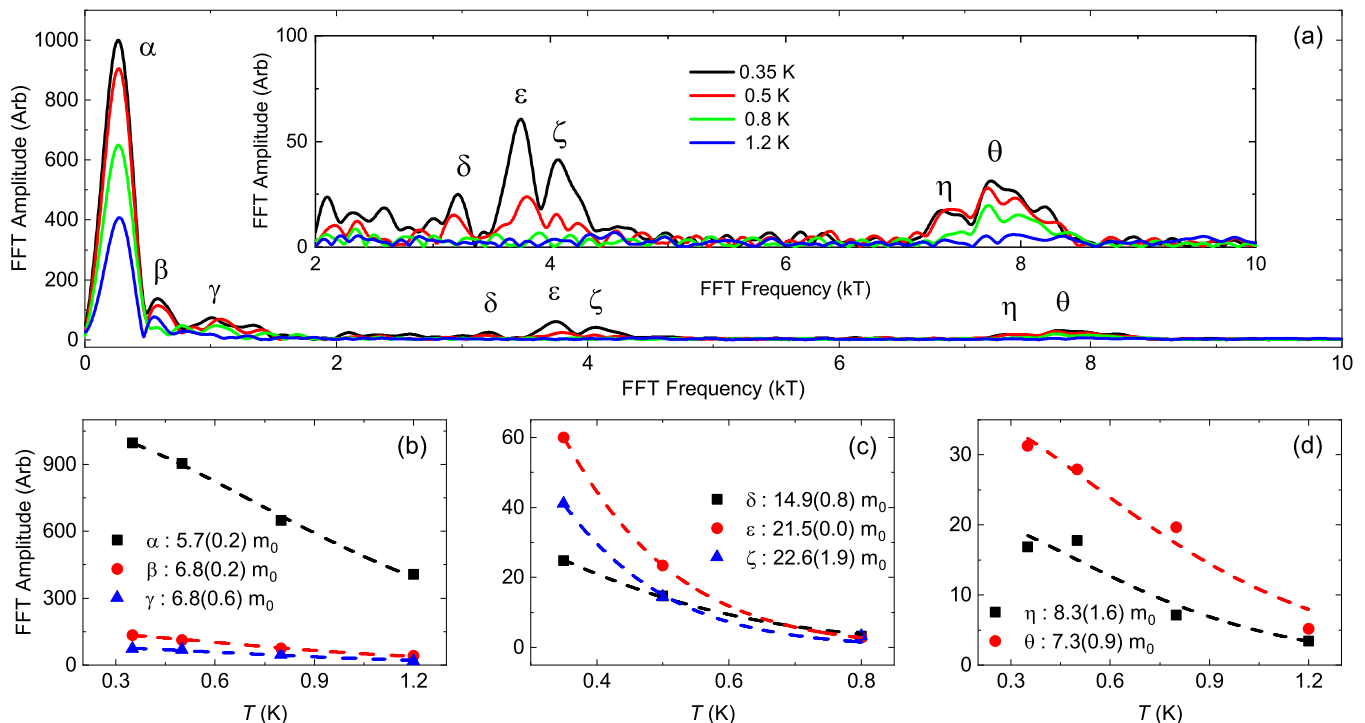 (a)
1000
800
600
400
200
0
FFT Amplitude (Arb)
α
β
γ
δ
ε
ζ
η
θ
0 2 4 6 8 10
FFT Frequency (kT)
100
50
0
FFT Amplitude (Arb)
0.35 K
0.5 K
0.8 K
1.2 K
δ
ε
ζ
η
θ
2 4 6 8 10
FFT Frequency (kT)
(b)
900
600
300
0
FFT Amplitude (Arb)
α : 5.7(0.2) m0
β : 6.8(0.2) m0
γ : 6.8(0.6) m0
0.3 0.6 0.9 1.2
T (K)
(c)
60
40
20
0
δ : 14.9(0.8) m0
ε : 21.5(0.0) m0
ζ : 22.6(1.9) m0
0.4 0.6 0.8
T (K)
(d)
30
20
10
0
η : 8.3(1.6) m0
θ : 7.3(0.9) m0
0.3 0.6 0.9 1.2
T (K)